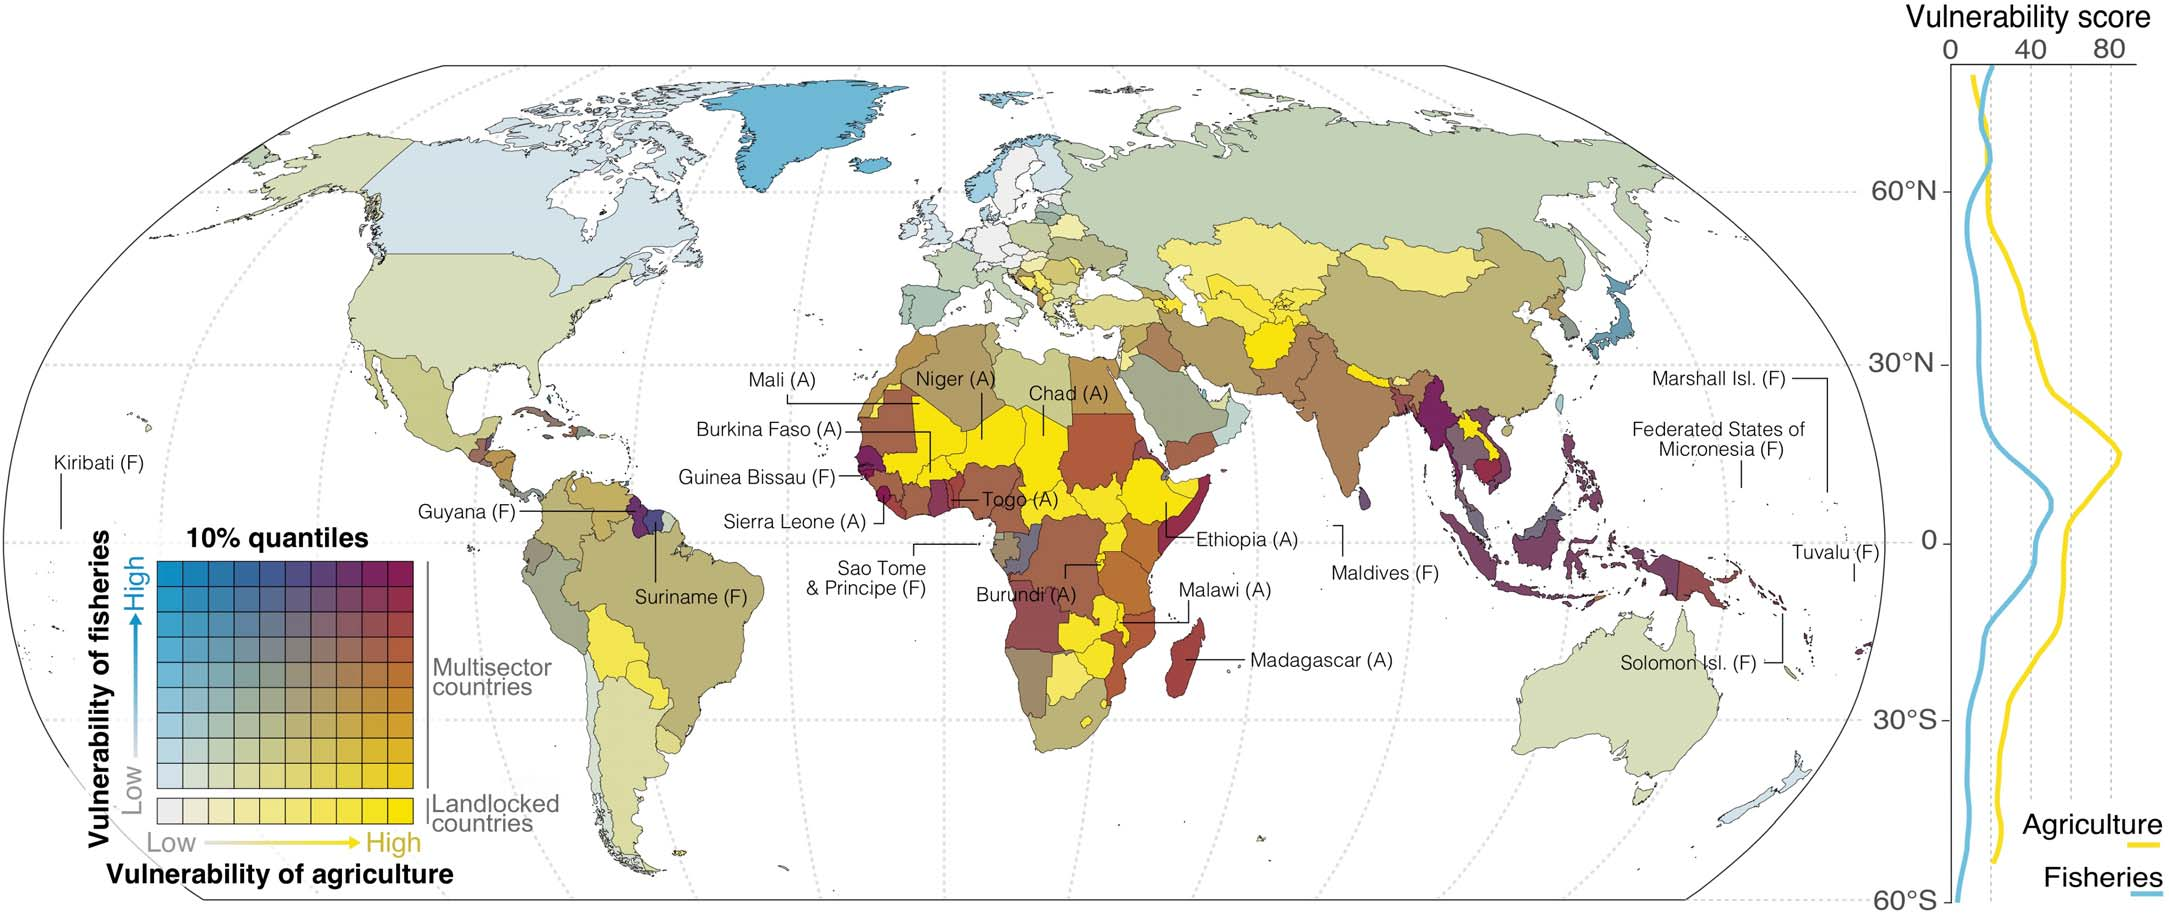 Vulnerability score
0 40 80
60°N
30°N
0
30°S
60°S
Agriculture
Fisheries
Mali (A)
Niger (A)
Chad (A)
Burkina Faso (A)
Guinea Bissau (F)
Togo (A)
Sierra Leone (A)
Sao Tome
& Principe (F)
Burundi (A)
Ethiopia (A)
Maldives (F)
Malawi (A)
Madagascar (A)
Marshall Isl. (F)
Federated States of
Micronesia (F)
Tuvalu (F)
Solomon Isl. (F)
Kiribati (F)
Guyana (F)
Suriname (F)
10% quantiles
Vulnerability of fisheries
Low
High
Multisector
countries
Landlocked
countries
Low
High
Vulnerability of agriculture